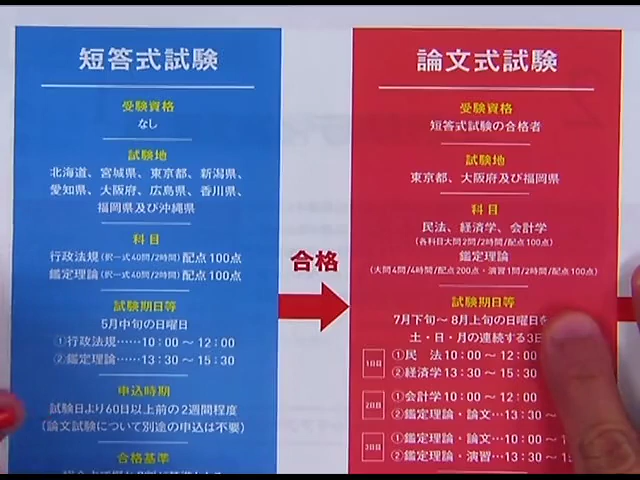 短答式試験
受験資格
なし
試験地
北海道、宮城県、東京都、新潟県、
愛知県、大阪府、広島県、香川県、
福岡県及び沖縄県
科目
行政法規(択一式40問/2時間)配点100点
鑑定理論(択一式40問/2時間)配点100点
試験期日等
5月中旬の日曜日
①行政法規……10:00～12:00
②鑑定理論……13:30～15:30
申込時期
試験日より60日以上前の2週間程度
(論文試験について別途の申込は不要)
合格基準
合格
論文式試験
受験資格
短答式試験の合格者
試験地
東京都、大阪府及び福岡県
科目
民法、経済学、会計学
(各科目大問2問/2時間/配点100点)
鑑定理論
(大問4問/4時間/配点200点・演習1問/2時間/配点100点)
試験期日等
7月下旬～8月上旬の日曜日を
土・日・月の連続する3日
1日目
①民 法10:00～12:00
②経済学13:30～15:30
2日目
①会計学10:00～12:00
②鑑定理論・論文…13:30～
3日目
①鑑定理論・論文…10:00～1
②鑑定理論・演習…13:30～